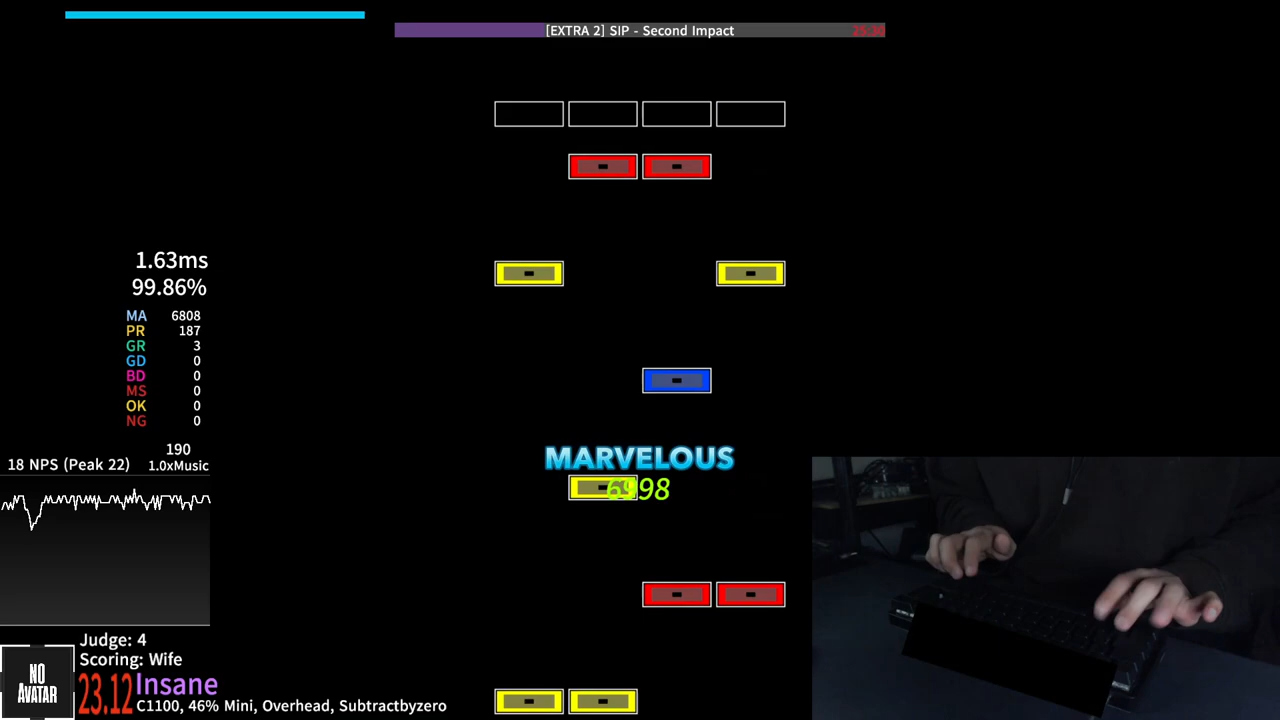 [EXTRA 2] SIP - Second Impact
25:30
1.63ms
99.86%
MA 6808
PR 187
GR 3
GD 0
BD 0
MS 0
OK 0
NG 0
190
18 NPS (Peak 22) 1.0xMusic
MARVELOUS
6998
Judge: 4
Scoring: Wife
NO
AVATAR
23.12 Insane
C1100, 46% Mini, Overhead, Subtractbyzero